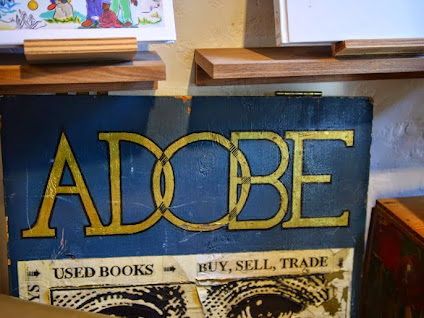 ADOBE
USED BOOKS → BUY, SELL, TRADE